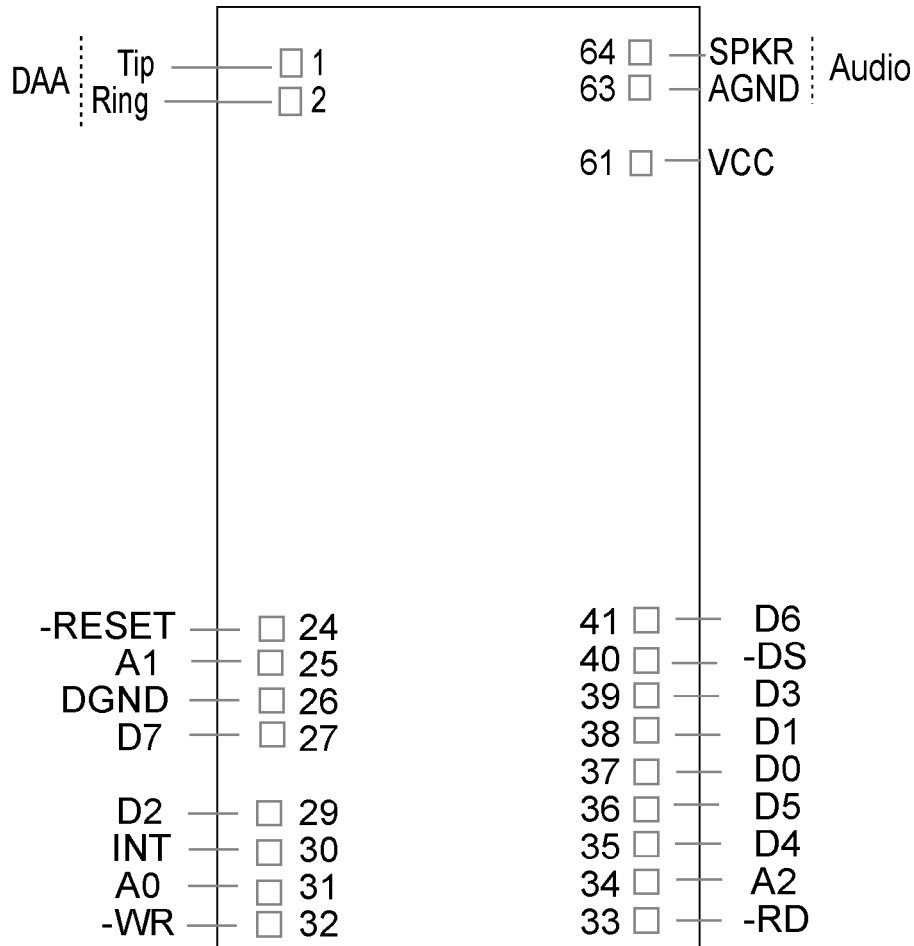 DAA
Tip 1
Ring 2
64 SPKR
63 AGND
Audio
61 VCC
-RESET 24
A1 25
DGND 26
D7 27
D2 29
INT 30
A0 31
-WR 32
41 D6
40 -DS
39 D3
38 D1
37 D0
36 D5
35 D4
34 A2
33 -RD